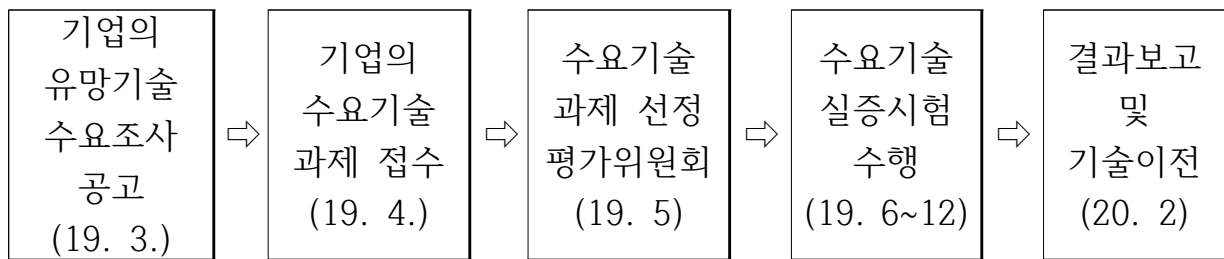 기업의
유망기술
수요조사
공고
(19. 3.)
⇨
기업의
수요기술
과제 접수
(19. 4.)
⇨
수요기술
과제 선정
평가위원회
(19. 5)
⇨
수요기술
실증시험
수행
(19. 6~12)
⇨
결과보고
및
기술이전
(20. 2)